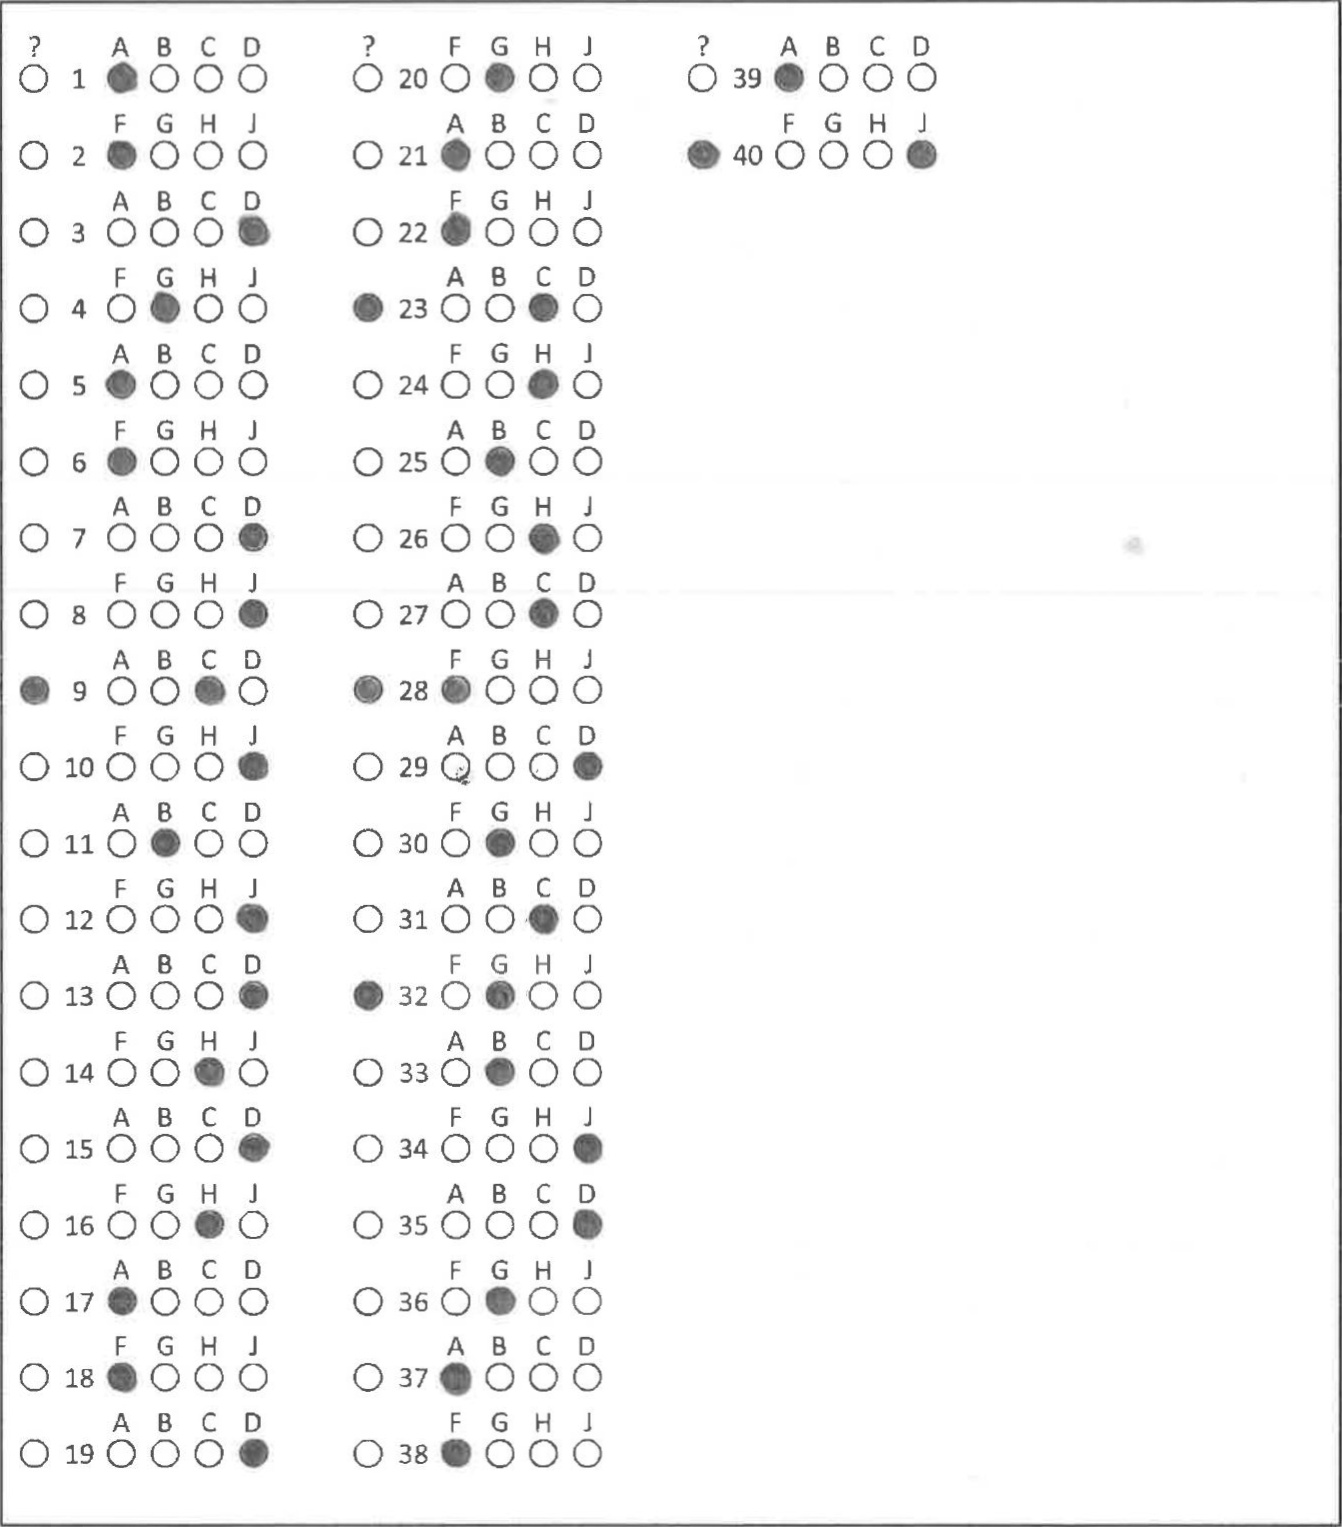 ? A B C D
1
F G H J
2
A B C D
3
F G H J
4
A B C D
5
F G H J
6
A B C D
7
F G H J
8
A B C D
9
F G H J
10
A B C D
11
F G H J
12
A B C D
13
F G H J
14
A B C D
15
F G H J
16
A B C D
17
F G H J
18
A B C D
19
? F G H J
20
A B C D
21
F G H J
22
A B C D
23
F G H J
24
A B C D
25
F G H J
26
A B C D
27
F G H J
28
A B C D
29
F G H J
30
A B C D
31
F G H J
32
A B C D
33
F G H J
34
A B C D
35
F G H J
36
A B C D
37
F G H J
38
? A B C D
39
F G H J
40